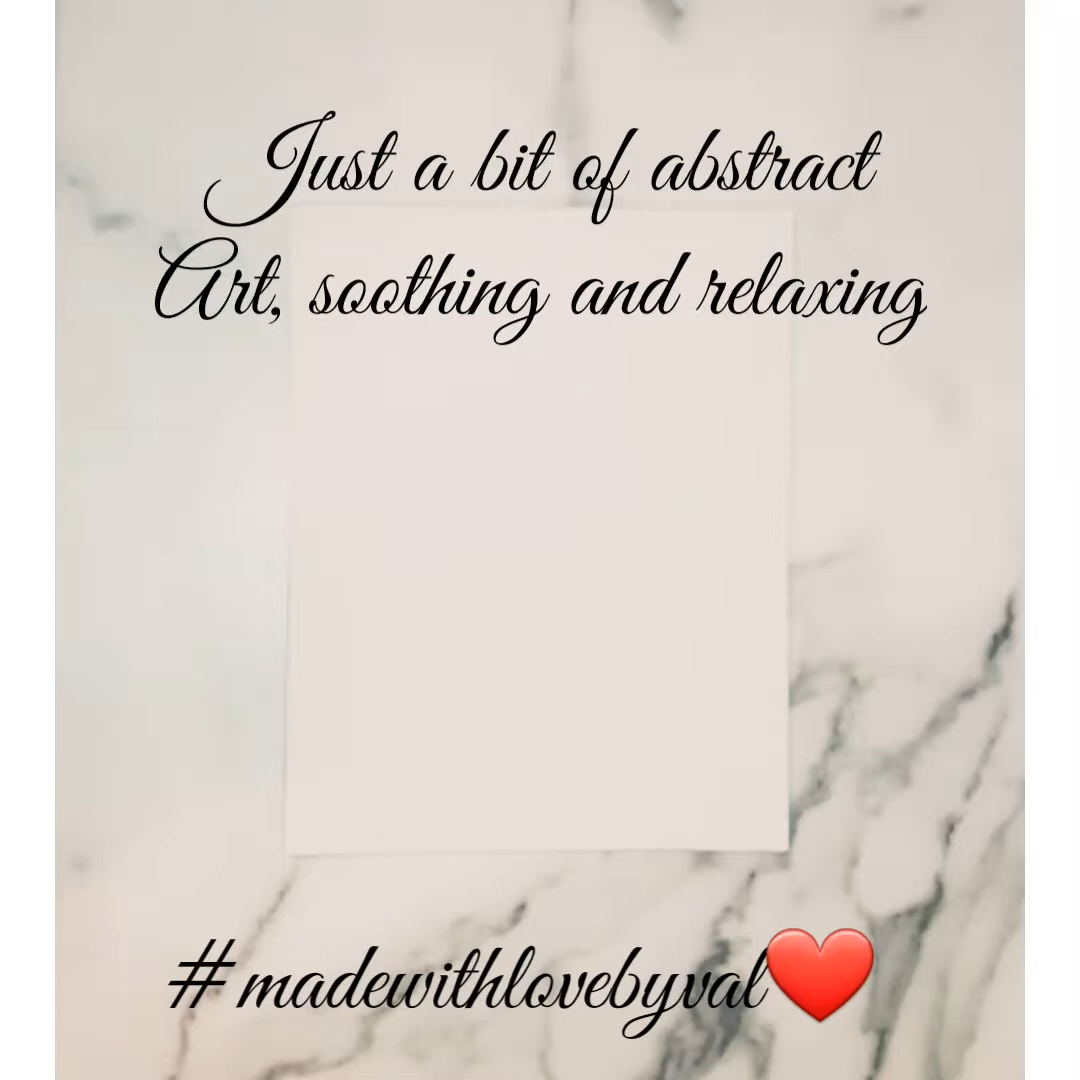 Just a bit of abstract
Art, soothing and relaxing
#madewithlovebyval❤️